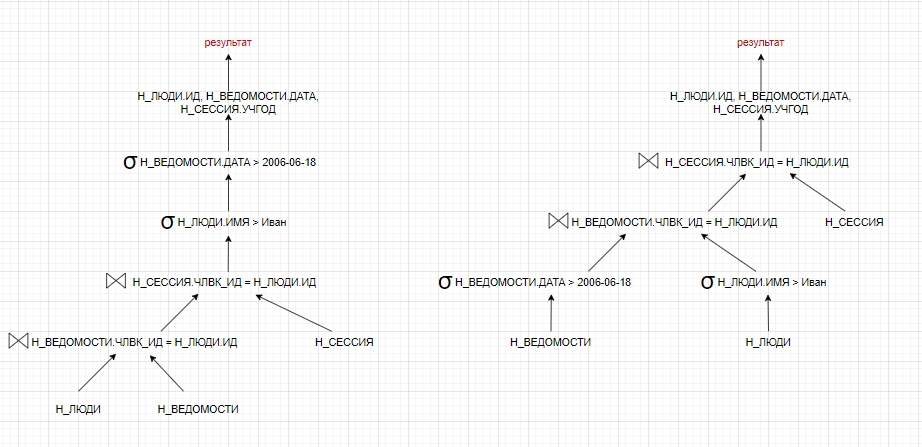 результат
Н_ЛЮДИ.ИД, Н_ВЕДОМОСТИ.ДАТА,
Н_СЕССИЯ.УЧГОД
σ Н_ВЕДОМОСТИ.ДАТА > 2006-06-18
σ Н_ЛЮДИ.ИМЯ > Иван
⋈ Н_СЕССИЯ.ЧЛВК_ИД = Н_ЛЮДИ.ИД
⋈ Н_ВЕДОМОСТИ.ЧЛВК_ИД = Н_ЛЮДИ.ИД
Н_СЕССИЯ
Н_ЛЮДИ
Н_ВЕДОМОСТИ
результат
Н_ЛЮДИ.ИД, Н_ВЕДОМОСТИ.ДАТА,
Н_СЕССИЯ.УЧГОД
⋈ Н_СЕССИЯ.ЧЛВК_ИД = Н_ЛЮДИ.ИД
⋈ Н_ВЕДОМОСТИ.ЧЛВК_ИД = Н_ЛЮДИ.ИД
Н_СЕССИЯ
σ Н_ВЕДОМОСТИ.ДАТА > 2006-06-18
σ Н_ЛЮДИ.ИМЯ > Иван
Н_ВЕДОМОСТИ
Н_ЛЮДИ